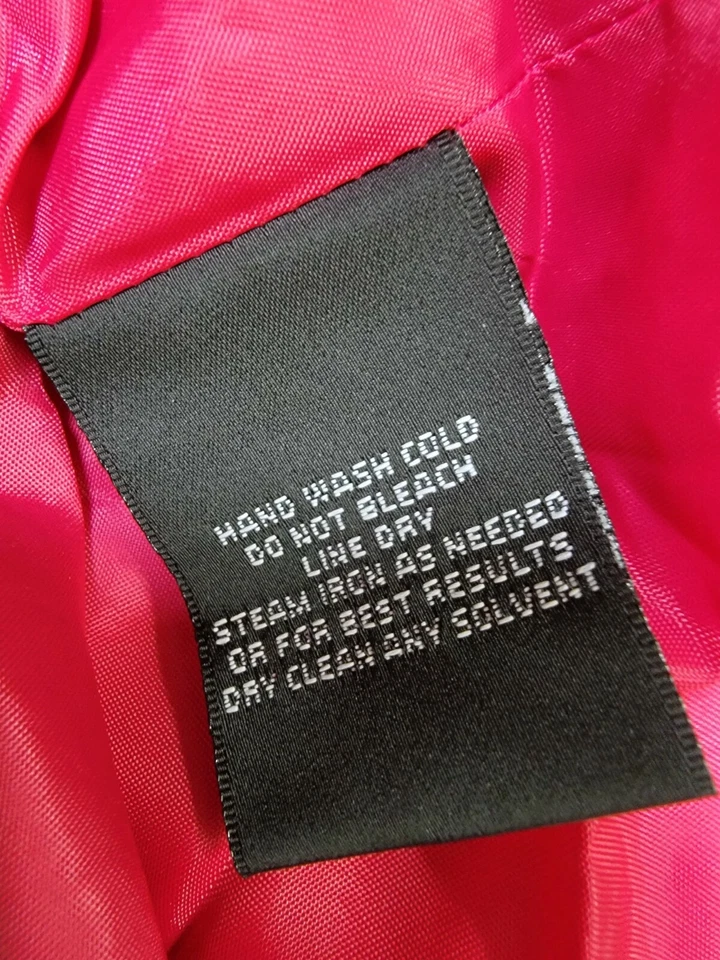 HAND WASH COLD
DO NOT BLEACH
LINE DRY
STEAM IRON AS NEEDED
OR FOR BEST RESULTS
DRY CLEAN ANY SOLVENT